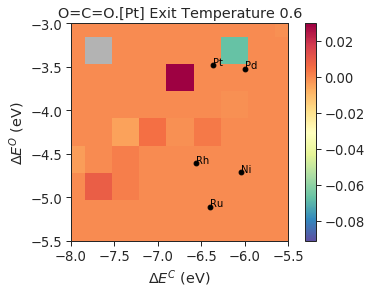 O=C=O.[Pt] Exit Temperature 0.6
−3.0
−3.5
−4.0
−4.5
−5.0
−5.5
ΔE^O (eV)
Pt
Pd
Rh
Ni
Ru
−8.0 −7.5 −7.0 −6.5 −6.0 −5.5
ΔE^C (eV)
0.02
0.00
−0.02
−0.04
−0.06
−0.08